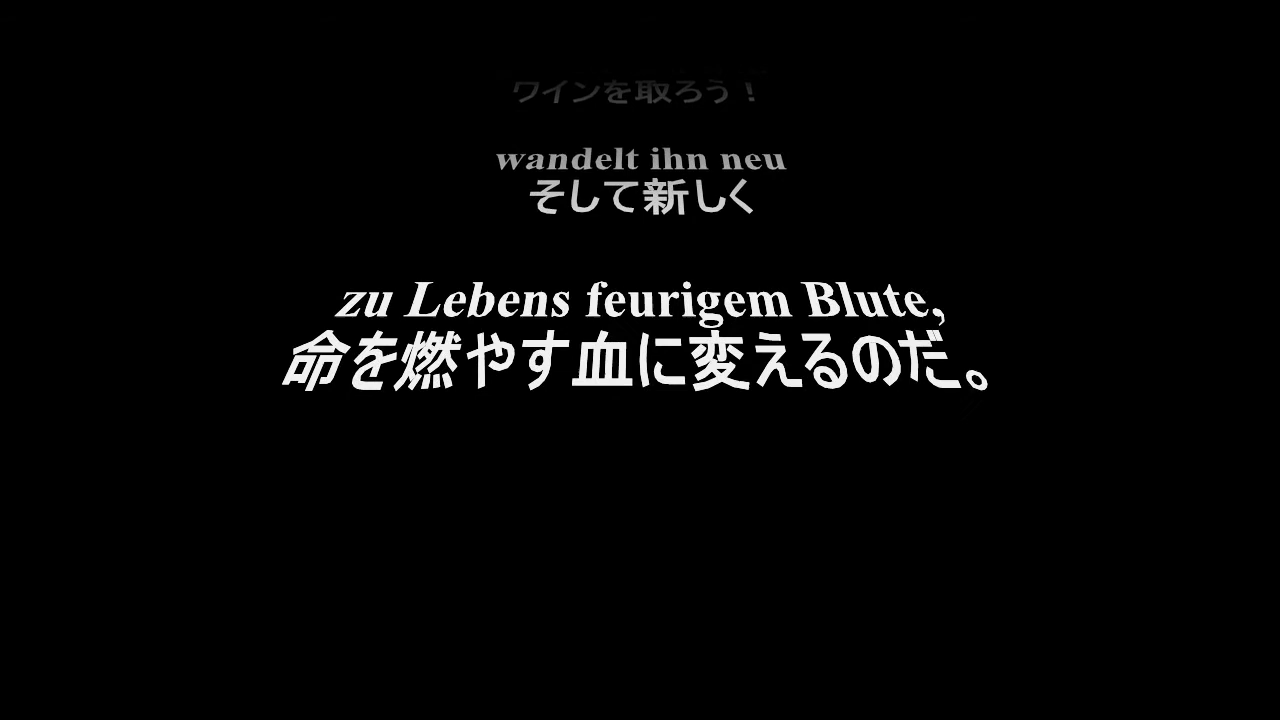 ワインを取ろう！
wandelt ihn neu
そして新しく
zu Lebens feurigem Blute,
命を燃やす血に変えるのだ。